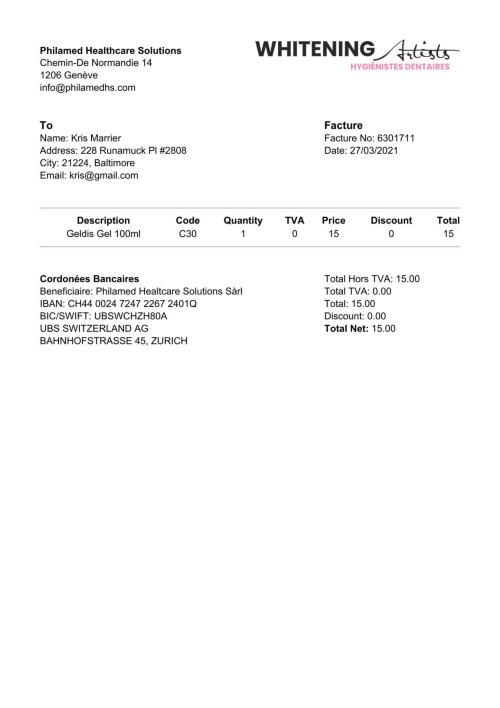 Philamed Healthcare Solutions
Chemin-De Normandie 14
1206 Genève
info@philamedhs.com
WHITENING Artists
HYGIÉNISTES DENTAIRES
To
Name: Kris Marrier
Address: 228 Runamuck Pl #2808
City: 21224, Baltimore
Email: kris@gmail.com
Facture
Facture No: 6301711
Date: 27/03/2021
Description Code Quantity TVA Price Discount Total
Geldis Gel 100ml C30 1 0 15 0 15
Cordonées Bancaires
Beneficiaire: Philamed Healtcare Solutions Sàrl
IBAN: CH44 0024 7247 2267 2401Q
BIC/SWIFT: UBSWCHZH80A
UBS SWITZERLAND AG
BAHNHOFSTRASSE 45, ZURICH
Total Hors TVA: 15.00
Total TVA: 0.00
Total: 15.00
Discount: 0.00
Total Net: 15.00